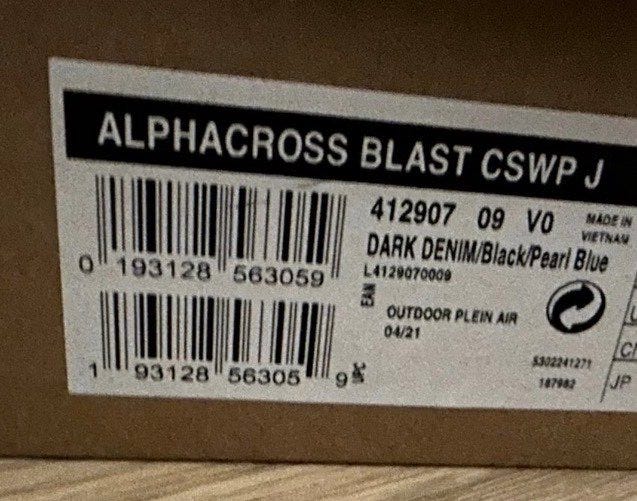 ALPHACROSS BLAST CSWP J
412907 09 V0
MADE IN
VIETNAM
DARK DENIM/Black/Pearl Blue
L4129070009
0 193128 563059
EAN
OUTDOOR PLEIN AIR
04/21
5302241271
187982
1 93128 56305 9
CI
JP